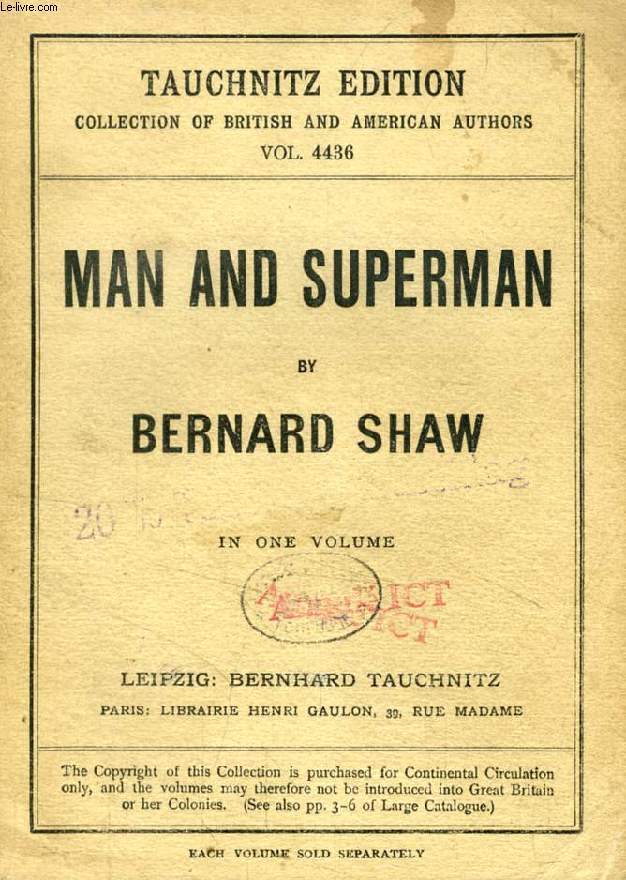 Le-livre.com
TAUCHNITZ EDITION
COLLECTION OF BRITISH AND AMERICAN AUTHORS
VOL. 4436
MAN AND SUPERMAN
BY
BERNARD SHAW
20
IN ONE VOLUME
LEIPZIG: BERNHARD TAUCHNITZ
PARIS: LIBRAIRIE HENRI GAULON, 39, RUE MADAME
The Copyright of this Collection is purchased for Continental Circulation
only, and the volumes may therefore not be introduced into Great Britain
or her Colonies. (See also pp. 3-6 of Large Catalogue.)
EACH VOLUME SOLD SEPARATELY